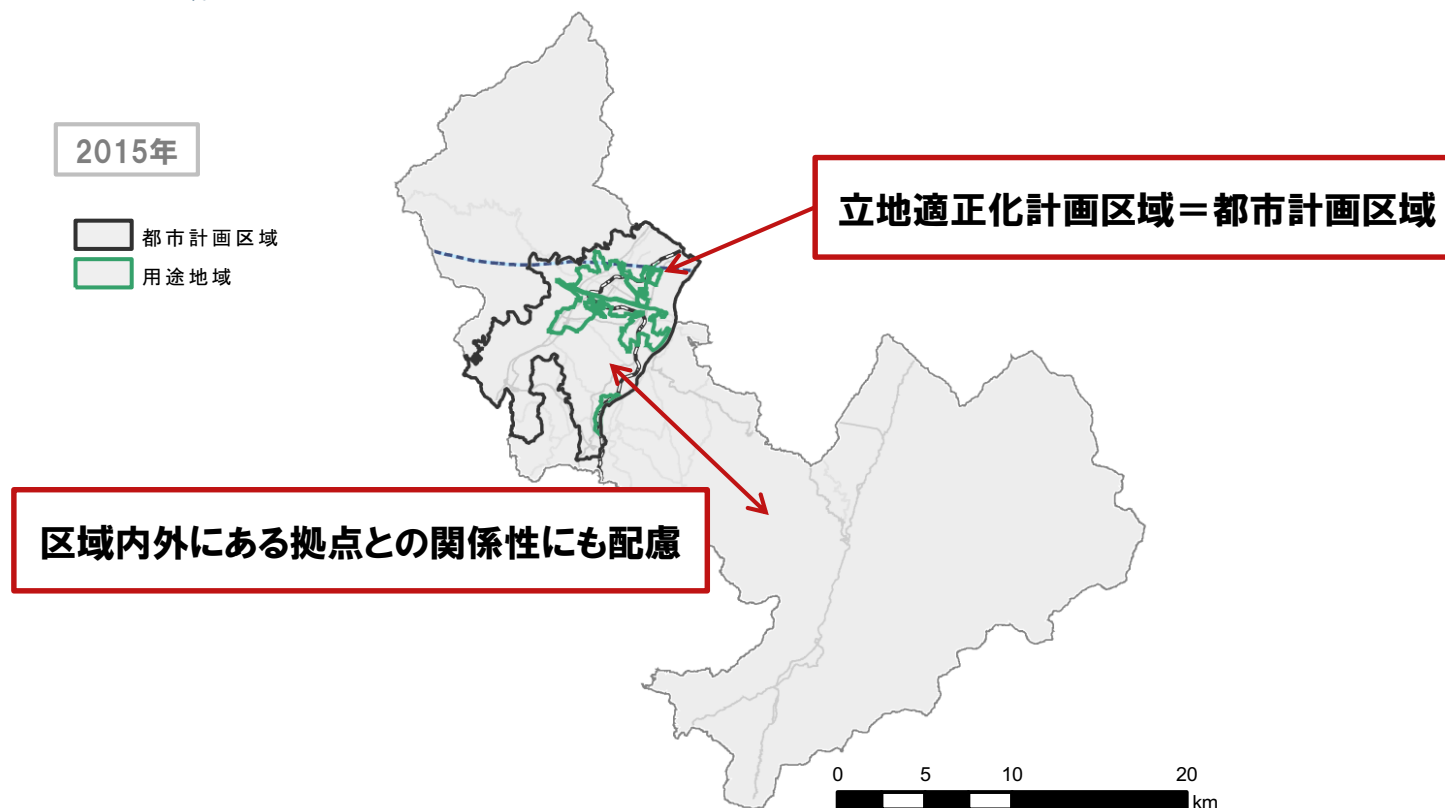 2015年
都市計画区域
用途地域
立地適正化計画区域＝都市計画区域
区域内外にある拠点との関係性にも配慮
0 5 10 20
km